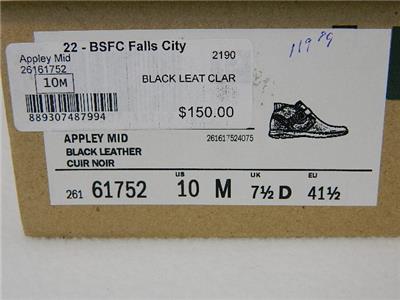 22 - BSFC Falls City
Appley Mid 2190
26161752
10M BLACK LEAT CLAR
889307487994 $150.00
119 89
APPLEY MID 261617524075
BLACK LEATHER
CUIR NOIR
US UK EU
261 61752 10 M 7½ D 41½